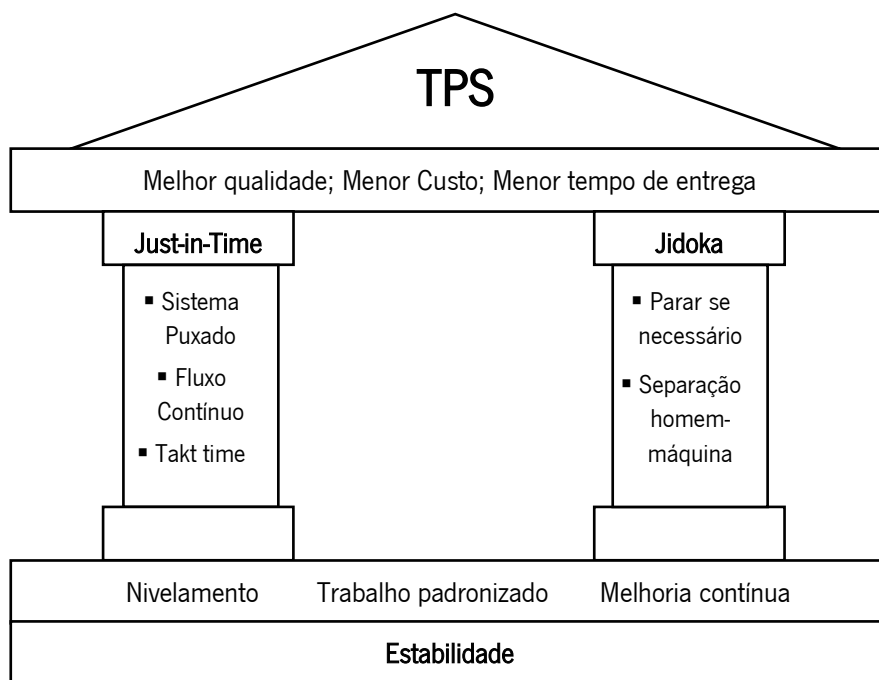 TPS
Melhor qualidade; Menor Custo; Menor tempo de entrega
Just-in-Time
▪ Sistema
Puxado
▪ Fluxo
Contínuo
▪ Takt time
Jidoka
▪ Parar se
necessário
▪ Separação
homem-
máquina
Nivelamento Trabalho padronizado Melhoria contínua
Estabilidade